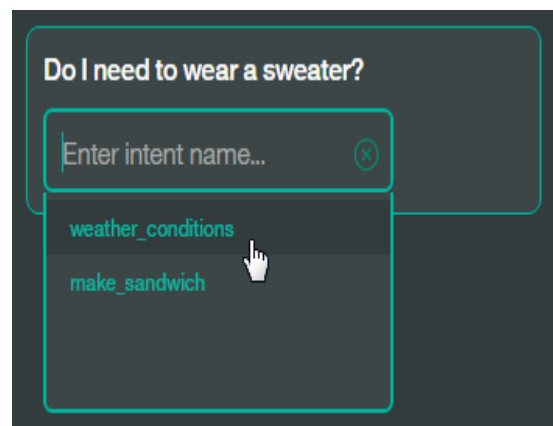 Do I need to wear a sweater?
Enter intent name...
weather_conditions
make_sandwich